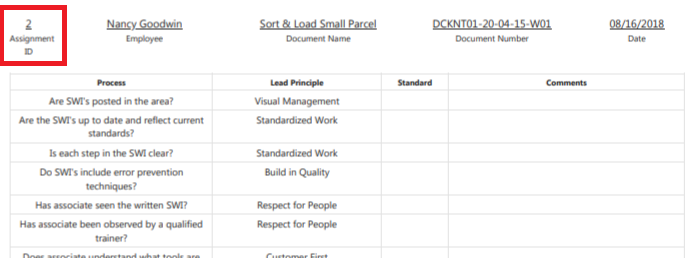 2 Nancy Goodwin Sort & Load Small Parcel DCKNT01-20-04-15-W01 08/16/2018
Assignment ID Employee Document Name Document Number Date
Process Lead Principle Standard Comments
Are SWI's posted in the area? Visual Management
Are the SWI's up to date and reflect current Standardized Work
standards?
Is each step in the SWI clear? Standardized Work
Do SWI's include error prevention Build in Quality
techniques?
Has associate seen the written SWI? Respect for People
Has associate been observed by a qualified Respect for People
trainer?
Does associate understand what tools are Customer First